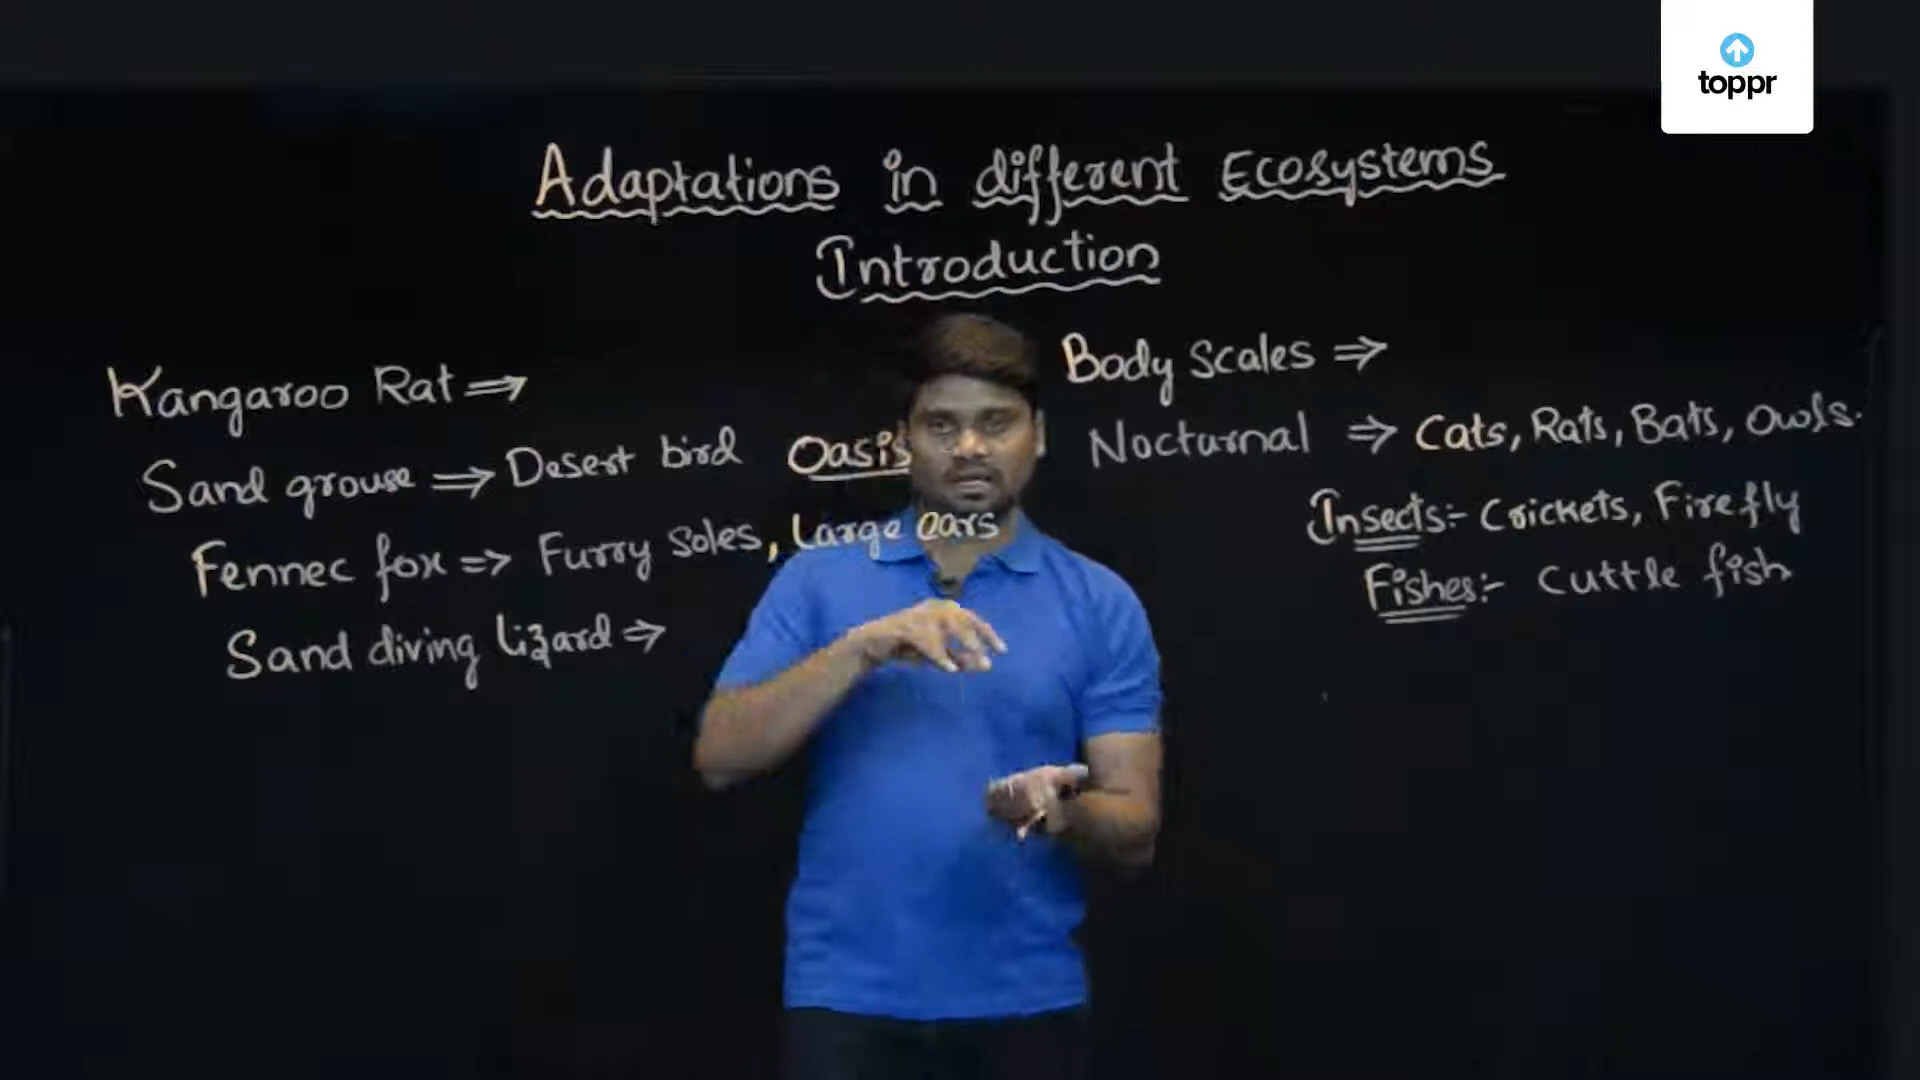 toppr
Adaptations in different Ecosystems
Introduction
Kangaroo Rat ⇒
Sand grouse ⇒ Desert bird Oasis
Fennec fox => Furry soles, Large ears
Sand diving lizard ⇒
Body Scales ⇒
Nocturnal ⇒ Cats, Rats, Bats, Owls.
Insects:- Crickets, Firefly
Fishes:- Cuttle fish